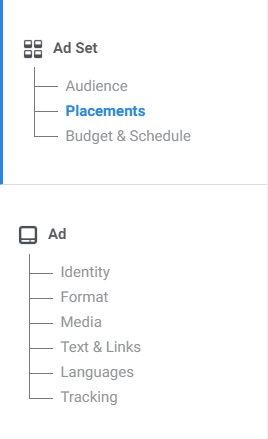 Ad Set
Audience
Placements
Budget & Schedule
Ad
Identity
Format
Media
Text & Links
Languages
Tracking